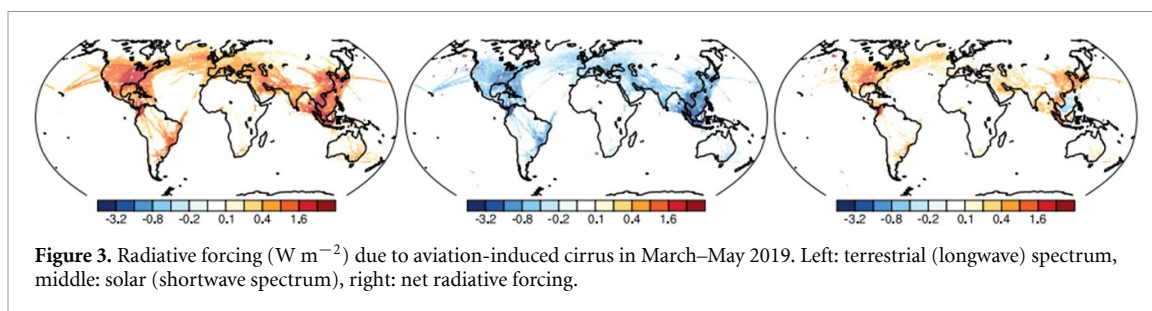 -3.2 -0.8 -0.2 0.1 0.4 1.6 -3.2 -0.8 -0.2 0.1 0.4 1.6 -3.2 -0.8 -0.2 0.1 0.4 1.6
Figure 3. Radiative forcing (W m−2) due to aviation-induced cirrus in March–May 2019. Left: terrestrial (longwave) spectrum,
middle: solar (shortwave spectrum), right: net radiative forcing.